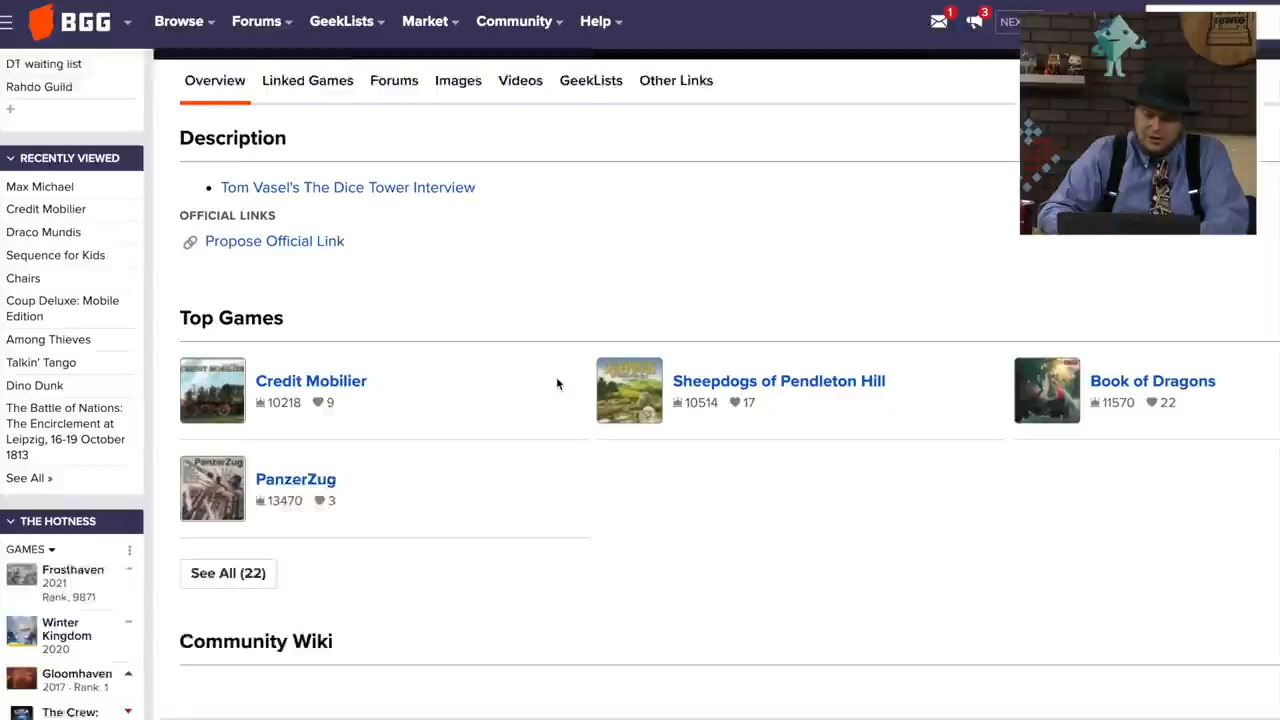 BGG
Browse
Forums
GeekLists
Market
Community
Help
1
3
DT waiting list
Rahdo Guild
RECENTLY VIEWED
Max Michael
Credit Mobilier
Draco Mundis
Sequence for Kids
Chairs
Coup Deluxe: Mobile
Edition
Among Thieves
Talkin' Tango
Dino Dunk
The Battle of Nations:
The Encirclement at
Leipzig, 16-19 October
1813
See All »
THE HOTNESS
GAMES
Frosthaven
2021
Rank. 9871
Winter
Kingdom
2020
Gloomhaven
2017 - Rank: 1
The Crew:
Overview
Linked Games
Forums
Images
Videos
GeekLists
Other Links
Description
• Tom Vasel's The Dice Tower Interview
OFFICIAL LINKS
Propose Official Link
Top Games
Credit Mobilier
10218 9
Sheepdogs of Pendleton Hill
10514 17
Book of Dragons
11570 22
PanzerZug
13470 3
See All (22)
Community Wiki